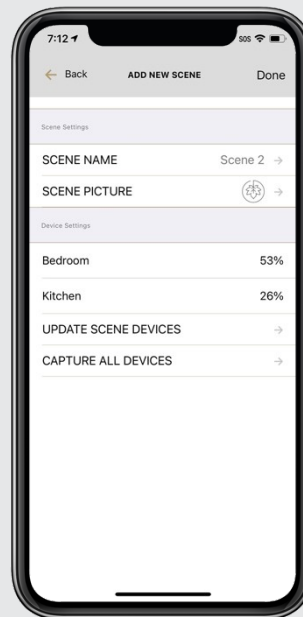 7:12 SOS
Back ADD NEW SCENE Done
Scene Settings
SCENE NAME Scene 2
SCENE PICTURE
Device Settings
Bedroom 53%
Kitchen 26%
UPDATE SCENE DEVICES
CAPTURE ALL DEVICES